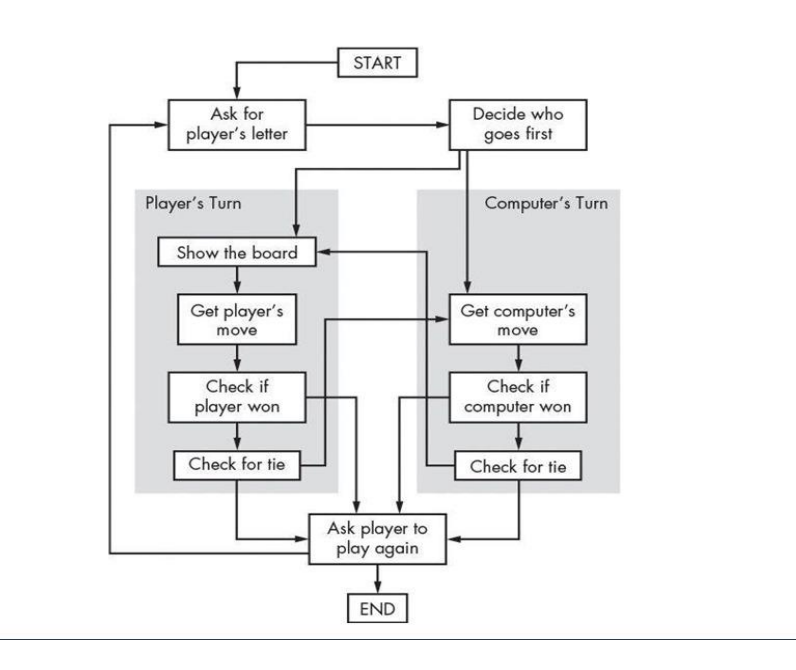 START
Ask for
player's letter
Decide who
goes first
Player's Turn
Computer's Turn
Show the board
Get player's
move
Get computer's
move
Check if
player won
Check if
computer won
Check for tie
Check for tie
Ask player to
play again
END